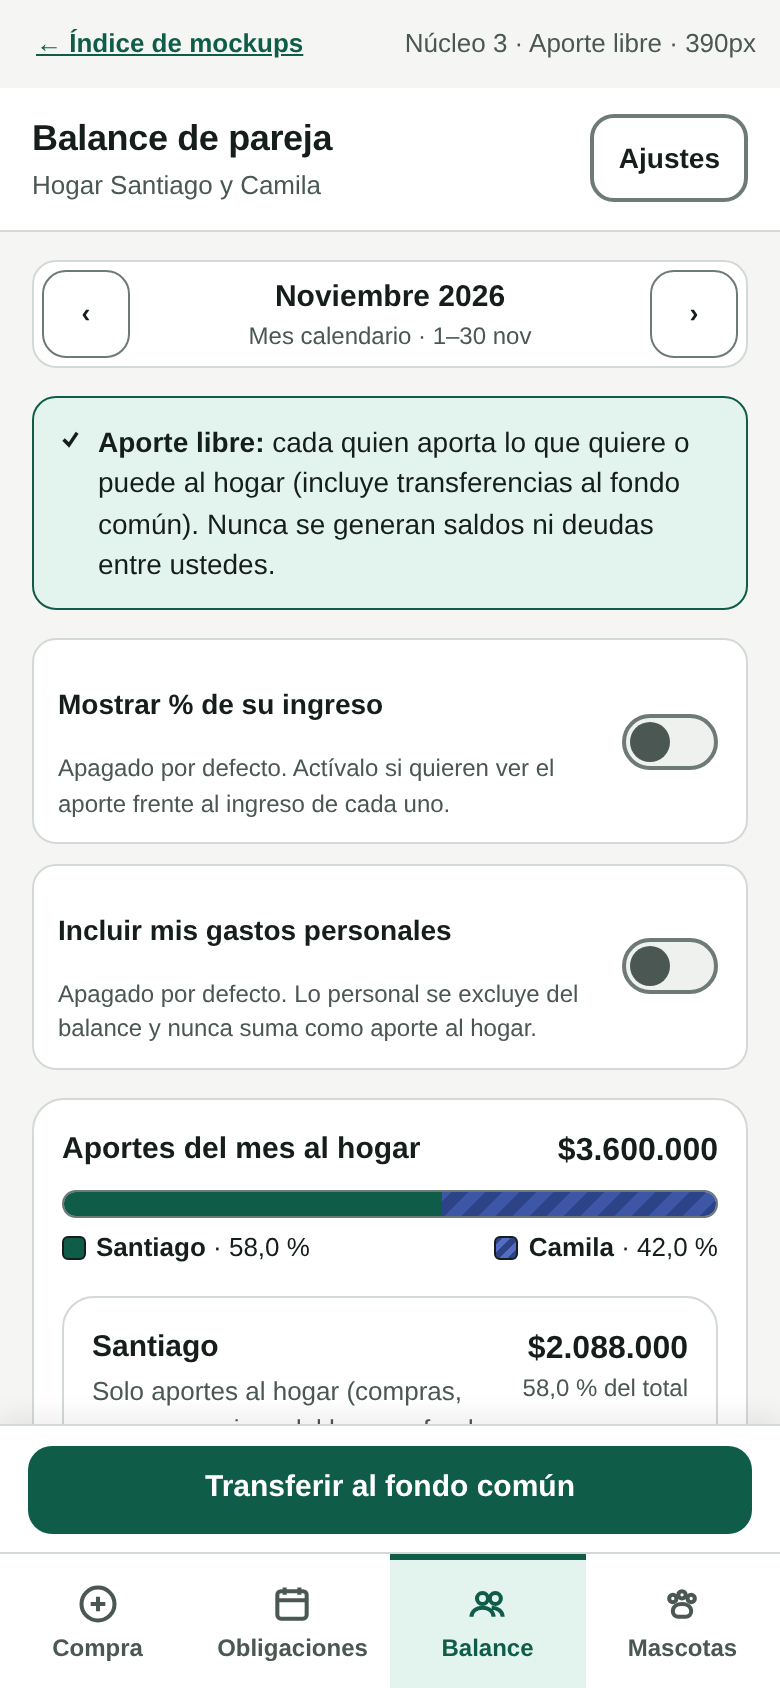 ← Índice de mockups
Núcleo 3 · Aporte libre · 390px
Balance de pareja
Hogar Santiago y Camila
Ajustes
‹
Noviembre 2026
Mes calendario · 1–30 nov
›
Aporte libre: cada quien aporta lo que quiere o
puede al hogar (incluye transferencias al fondo
común). Nunca se generan saldos ni deudas
entre ustedes.
Mostrar % de su ingreso
Apagado por defecto. Actívalo si quieren ver el
aporte frente al ingreso de cada uno.
Incluir mis gastos personales
Apagado por defecto. Lo personal se excluye del
balance y nunca suma como aporte al hogar.
Aportes del mes al hogar
$3.600.000
Santiago · 58,0 %
Camila · 42,0 %
Santiago
$2.088.000
Solo aportes al hogar (compras,
58,0 % del total
Transferir al fondo común
Compra
Obligaciones
Balance
Mascotas